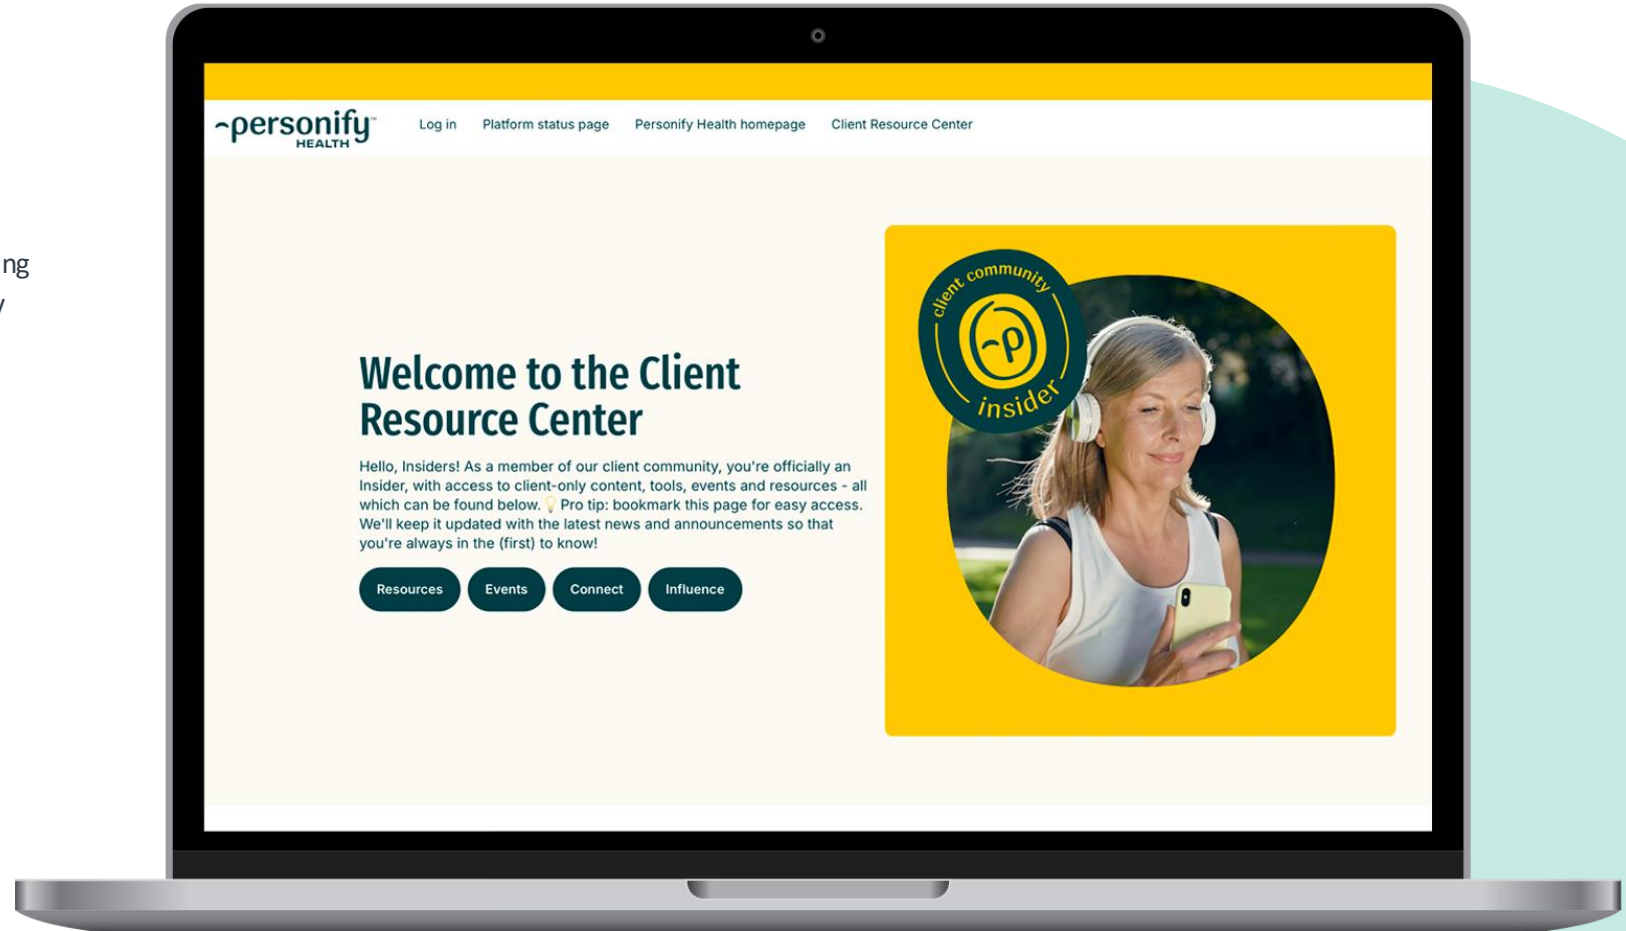 ng
y
personify
HEALTH
Log in
Platform status page
Personify Health homepage
Client Resource Center
client community
p
insider
Welcome to the Client
Resource Center
Hello, Insiders! As a member of our client community, you're officially an
Insider, with access to client-only content, tools, events and resources - all
which can be found below. 💡 Pro tip: bookmark this page for easy access.
We'll keep it updated with the latest news and announcements so that
you're always in the (first) to know!
Resources
Events
Connect
Influence